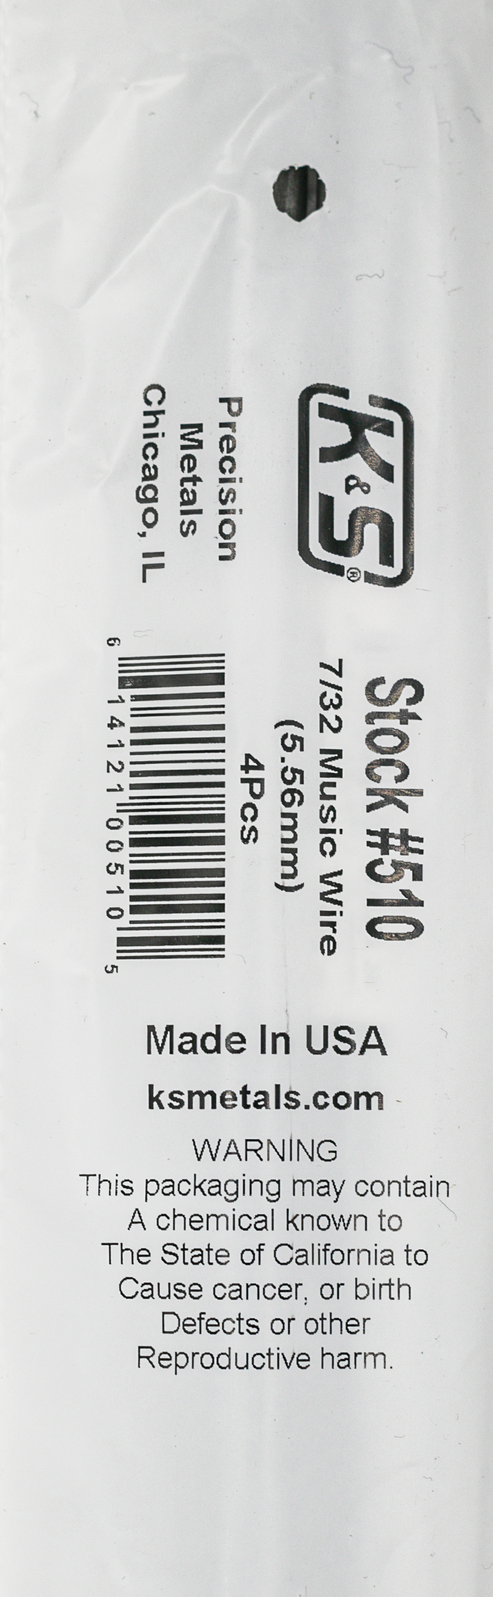 K&S®
Precision
Metals
Chicago, IL
Stock #510
7/32 Music Wire
(5.56mm)
4Pcs
6 14121 00510 5
Made In USA
ksmetals.com
WARNING
This packaging may contain
A chemical known to
The State of California to
Cause cancer, or birth
Defects or other
Reproductive harm.